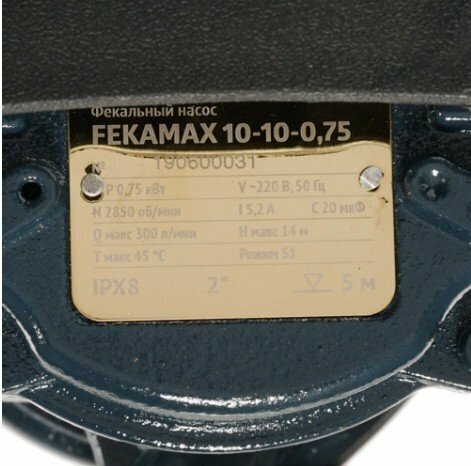 Фекальный насос
FEKAMAX 10-10-0,75
№ 190600031
P 0,75 кВт V ~220 В, 50 Гц
N 2850 об/мин I 5,2 А C 20 мкФ
Q макс 300 л/мин H макс 14 м
T макс 45 °C Режим S1
IPX8 2" 5 м